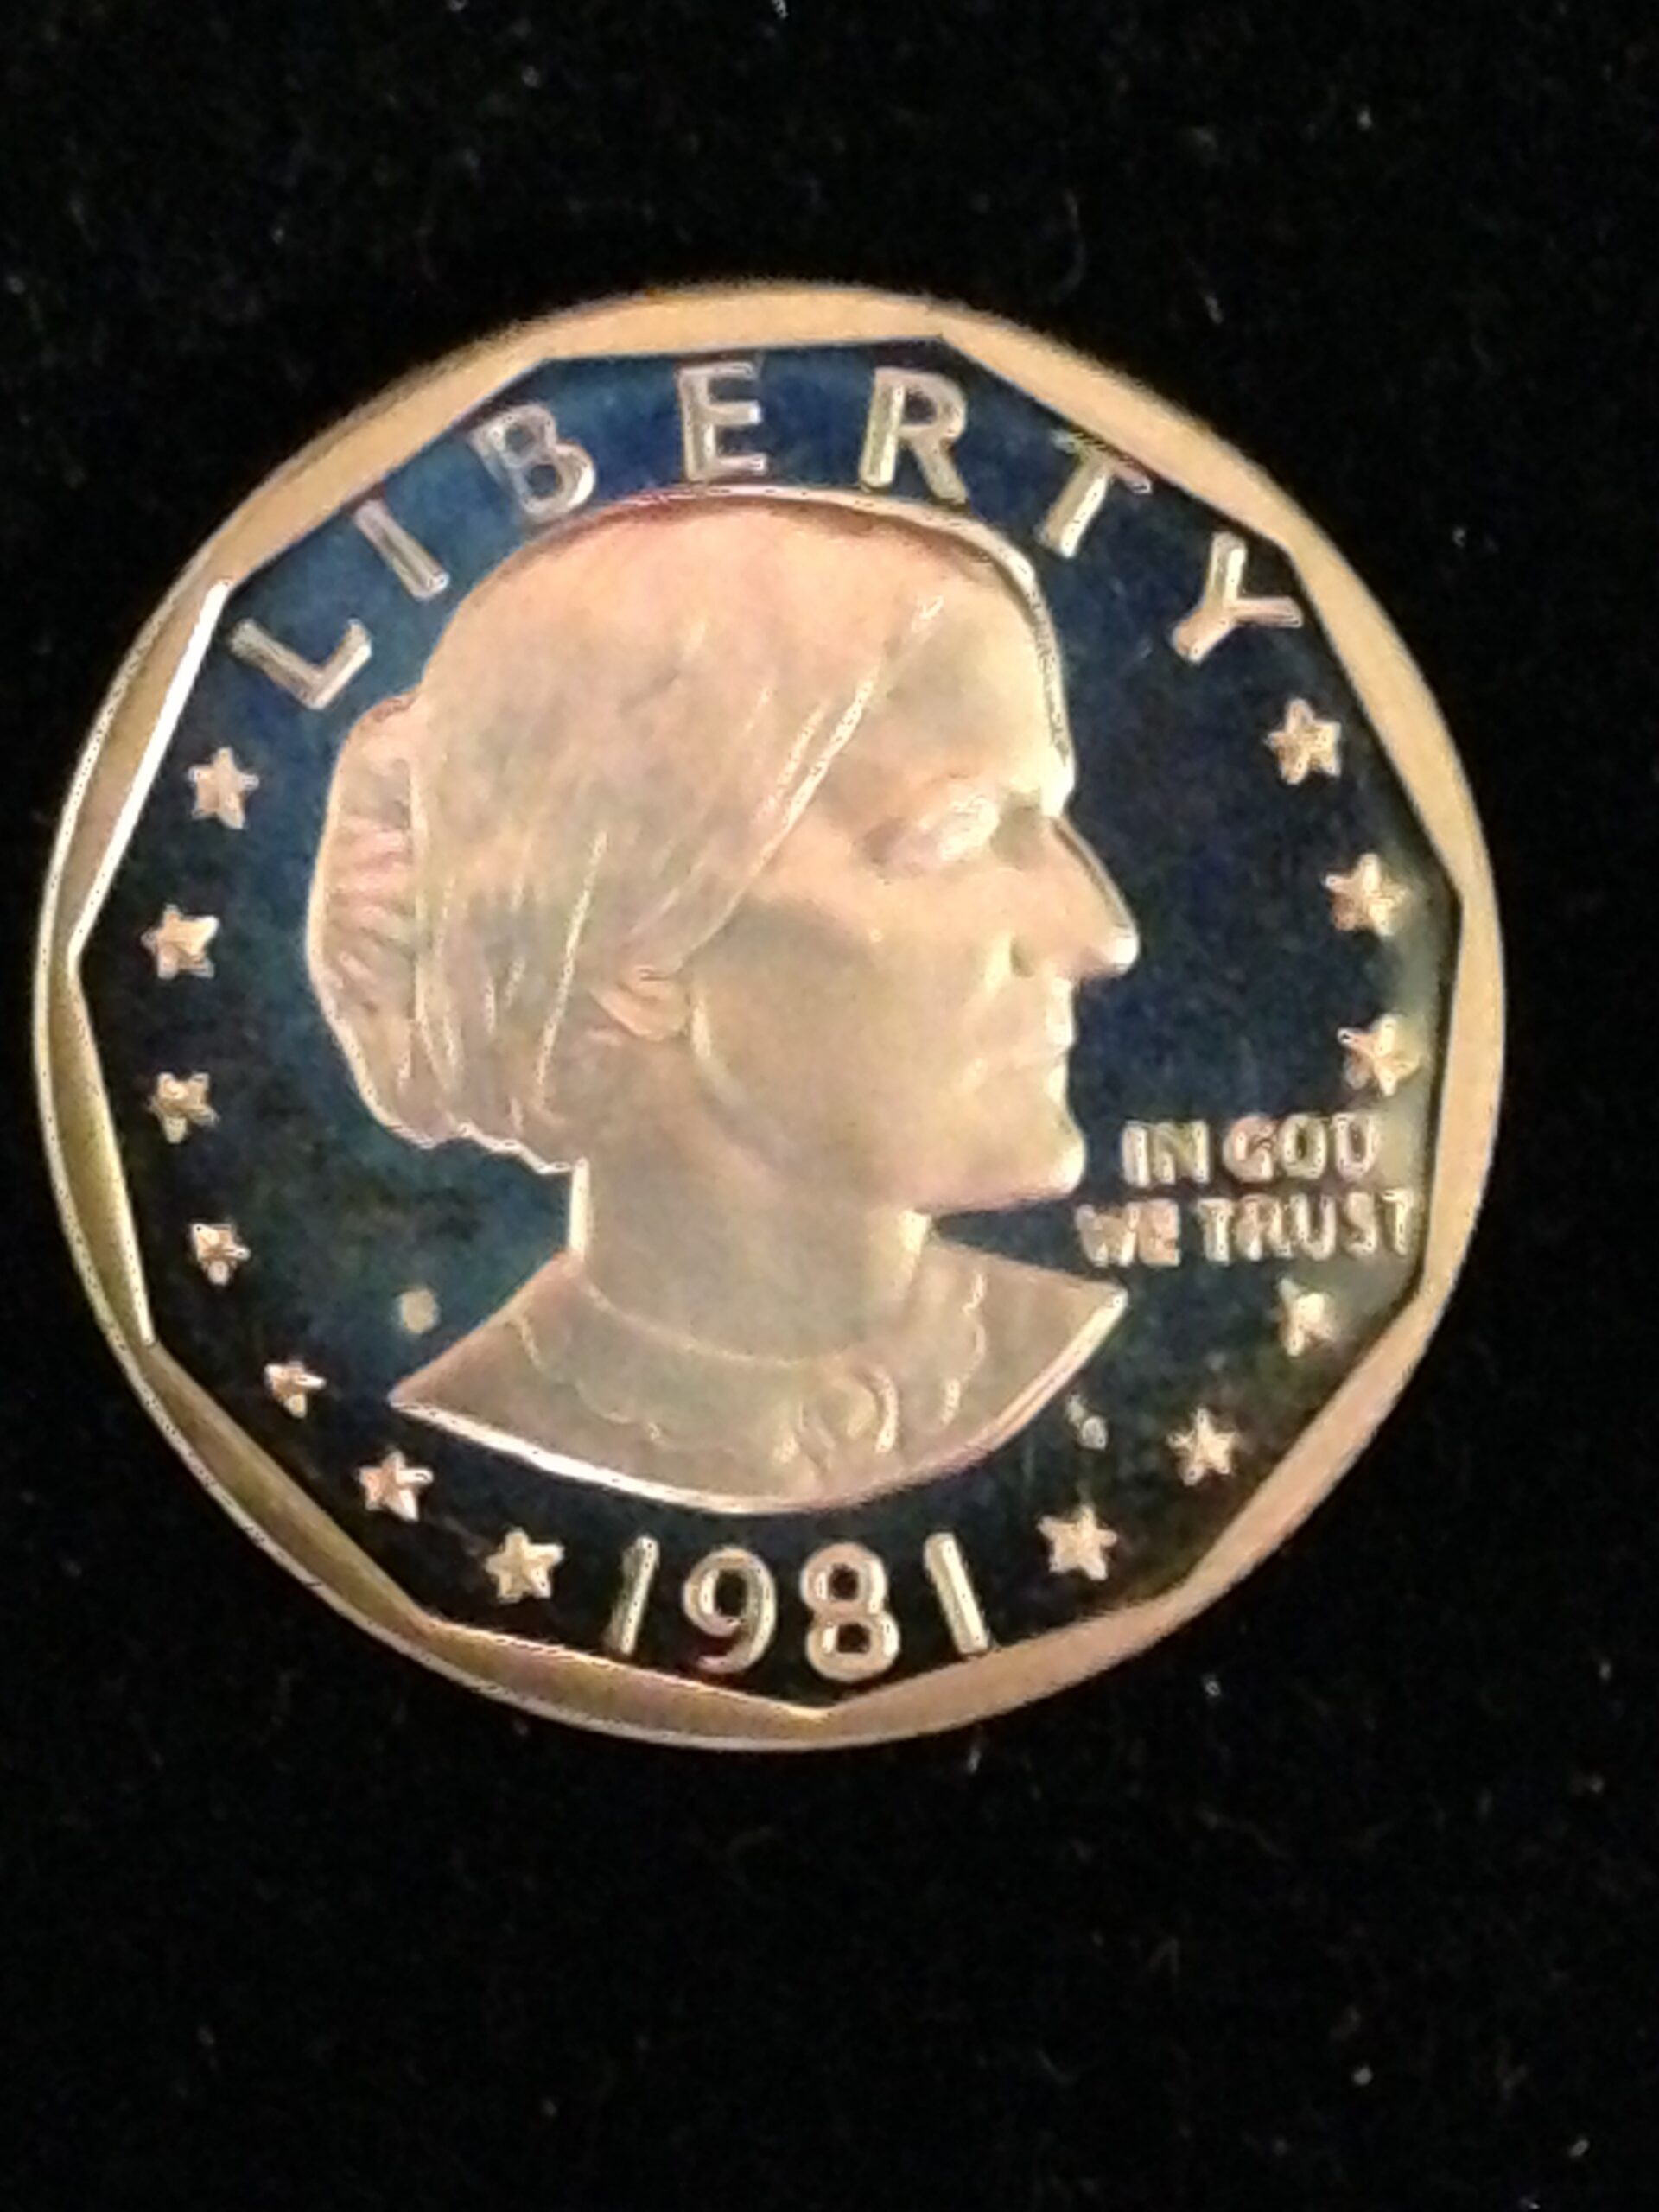 LIBERTY
IN GOD
WE TRUST
1981